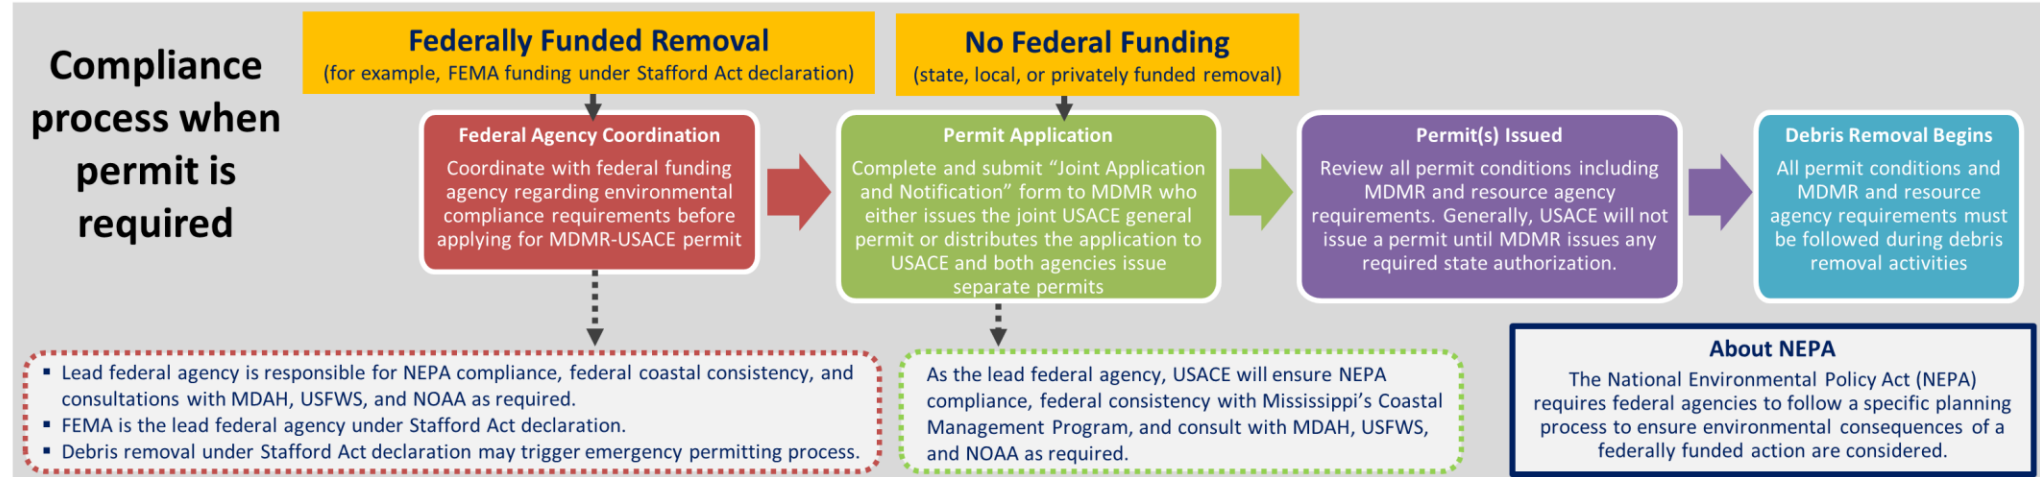 Compliance
process when
permit is
required
Federally Funded Removal
(for example, FEMA funding under Stafford Act declaration)
No Federal Funding
(state, local, or privately funded removal)
Federal Agency Coordination
Coordinate with federal funding
agency regarding environmental
compliance requirements before
applying for MDMR-USACE permit
Permit Application
Complete and submit “Joint Application
and Notification” form to MDMR who
either issues the joint USACE general
permit or distributes the application to
USACE and both agencies issue
separate permits
Permit(s) Issued
Review all permit conditions including
MDMR and resource agency
requirements. Generally, USACE will not
issue a permit until MDMR issues any
required state authorization.
Debris Removal Begins
All permit conditions and
MDMR and resource
agency requirements must
be followed during debris
removal activities
▪ Lead federal agency is responsible for NEPA compliance, federal coastal consistency, and
consultations with MDAH, USFWS, and NOAA as required.
▪ FEMA is the lead federal agency under Stafford Act declaration.
▪ Debris removal under Stafford Act declaration may trigger emergency permitting process.
As the lead federal agency, USACE will ensure NEPA
compliance, federal consistency with Mississippi’s Coastal
Management Program, and consult with MDAH, USFWS,
and NOAA as required.
About NEPA
The National Environmental Policy Act (NEPA)
requires federal agencies to follow a specific planning
process to ensure environmental consequences of a
federally funded action are considered.